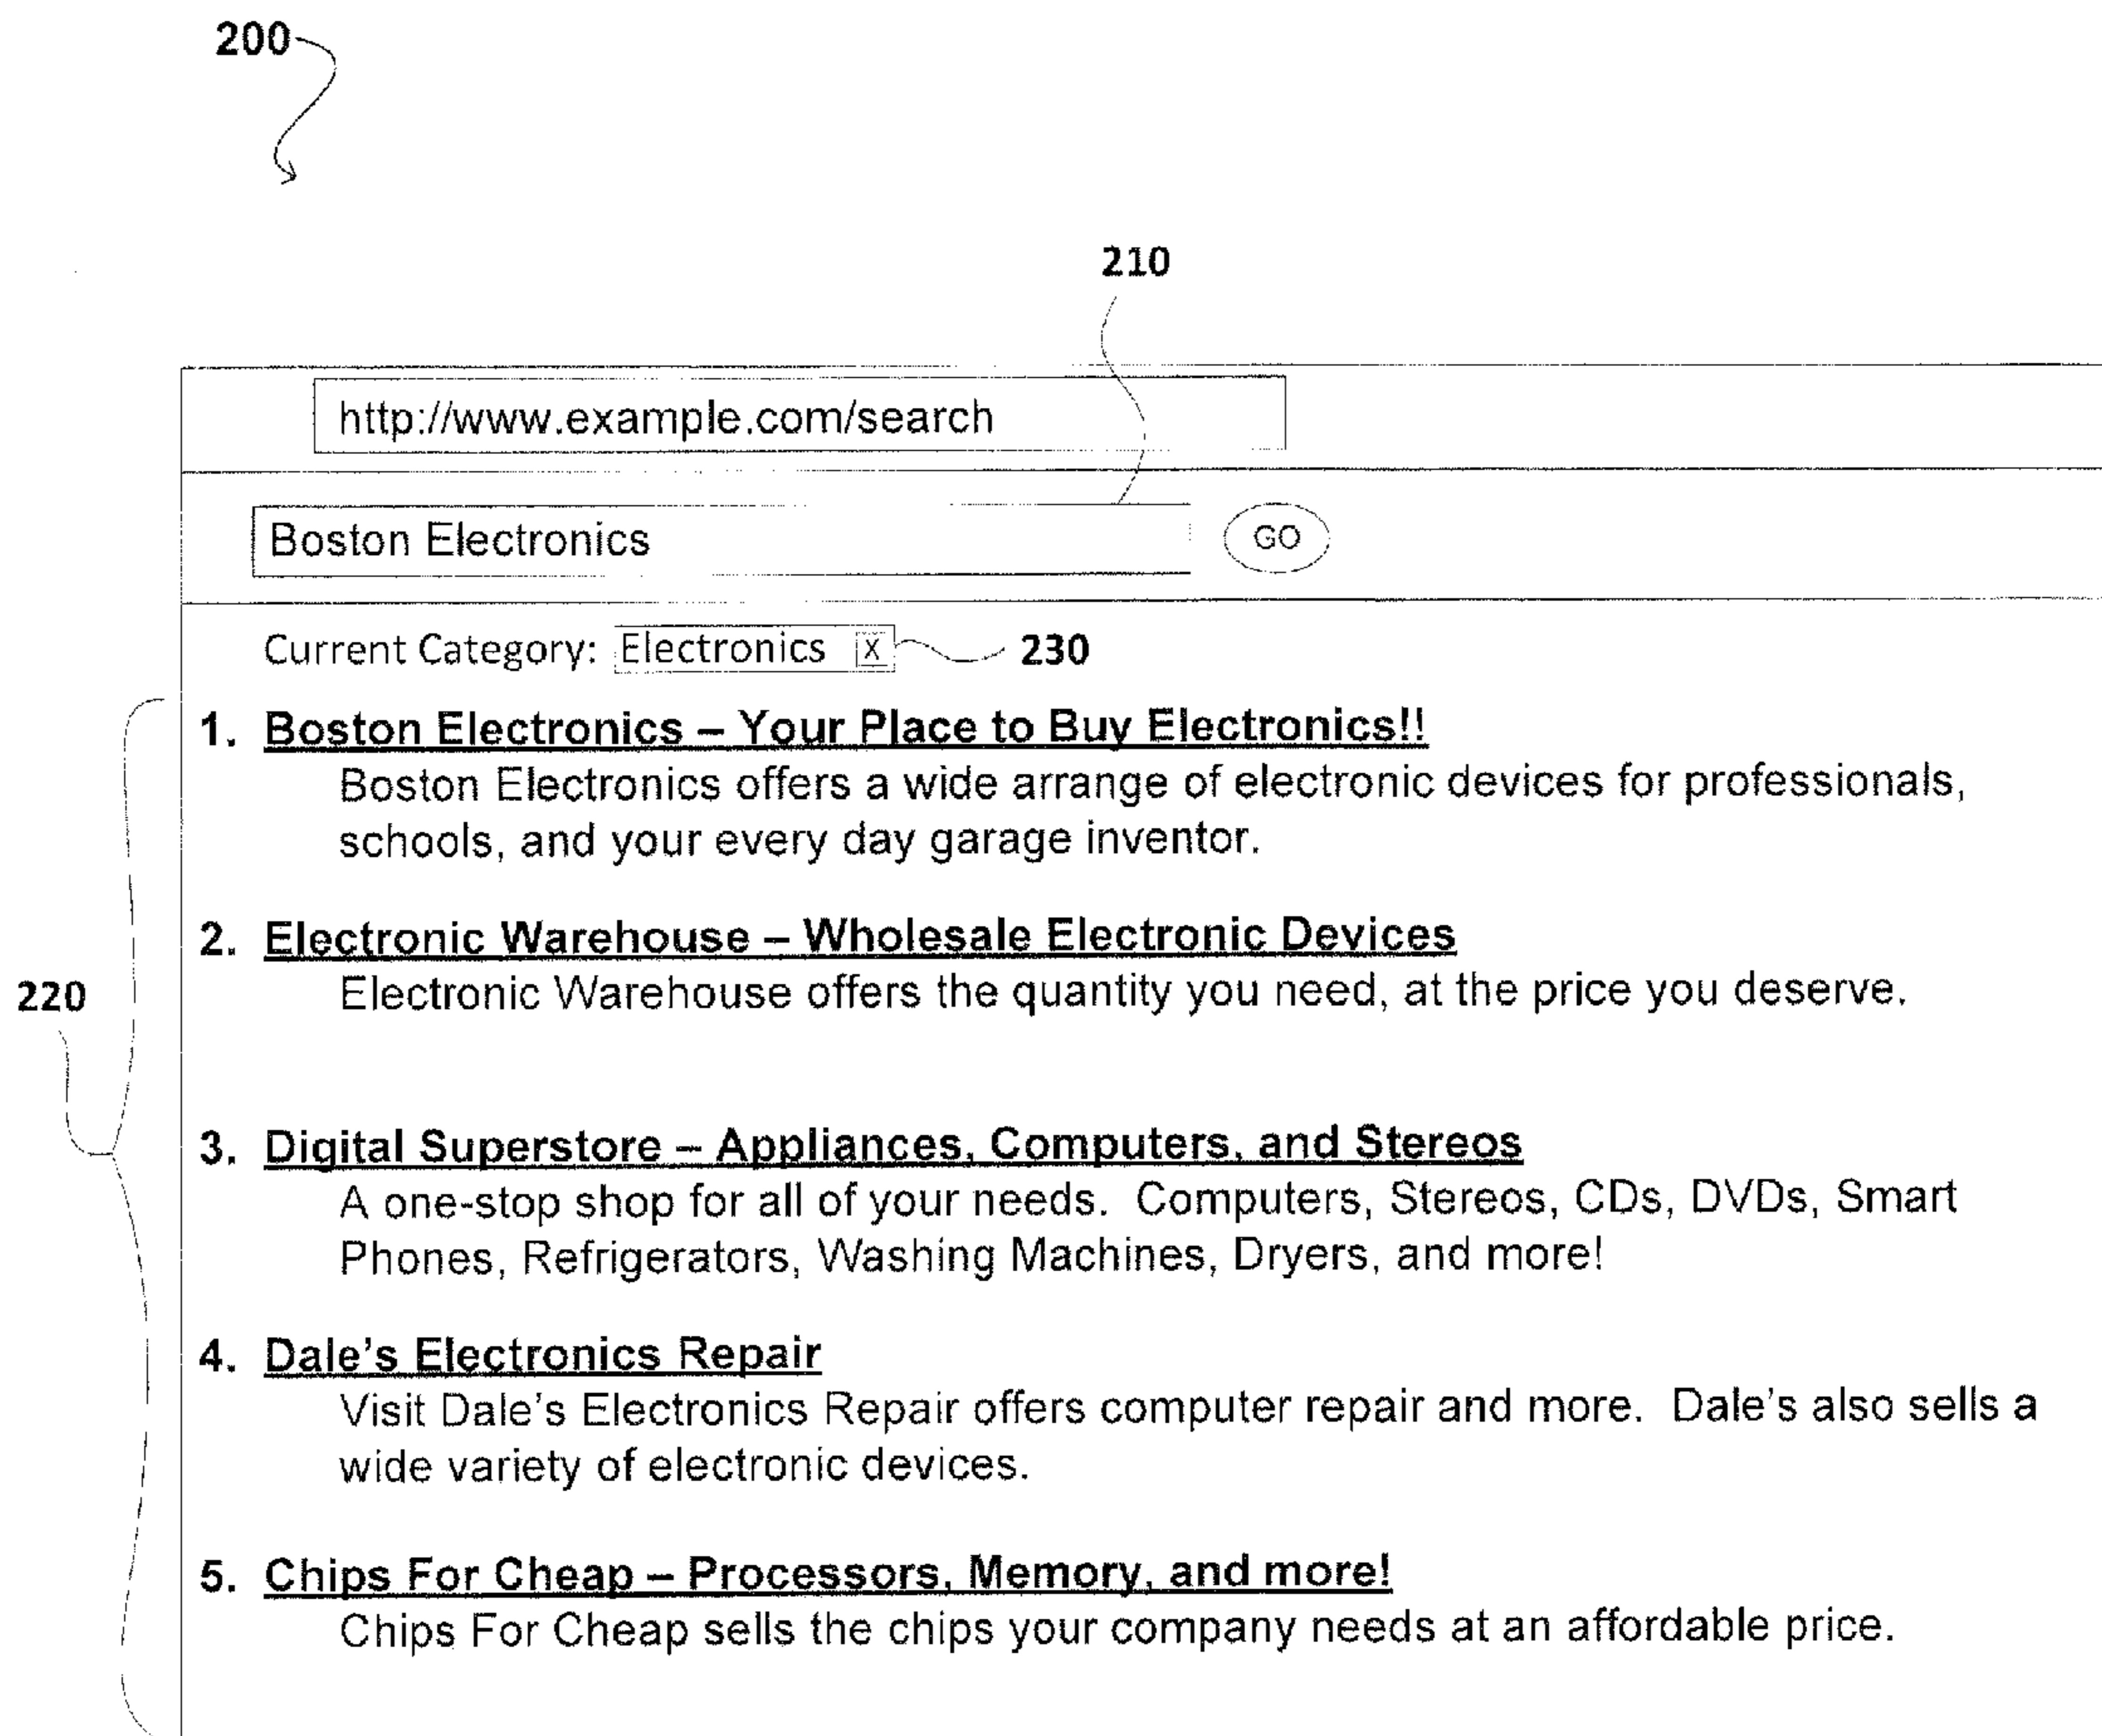 200
210
http://www.example.com/search
Boston Electronics GO
Current Category: Electronics X 230
1. Boston Electronics – Your Place to Buy Electronics!!
Boston Electronics offers a wide arrange of electronic devices for professionals,
schools, and your every day garage inventor.
2. Electronic Warehouse – Wholesale Electronic Devices
Electronic Warehouse offers the quantity you need, at the price you deserve.
220
3. Digital Superstore – Appliances, Computers, and Stereos
A one-stop shop for all of your needs. Computers, Stereos, CDs, DVDs, Smart
Phones, Refrigerators, Washing Machines, Dryers, and more!
4. Dale's Electronics Repair
Visit Dale's Electronics Repair offers computer repair and more. Dale's also sells a
wide variety of electronic devices.
5. Chips For Cheap – Processors, Memory, and more!
Chips For Cheap sells the chips your company needs at an affordable price.